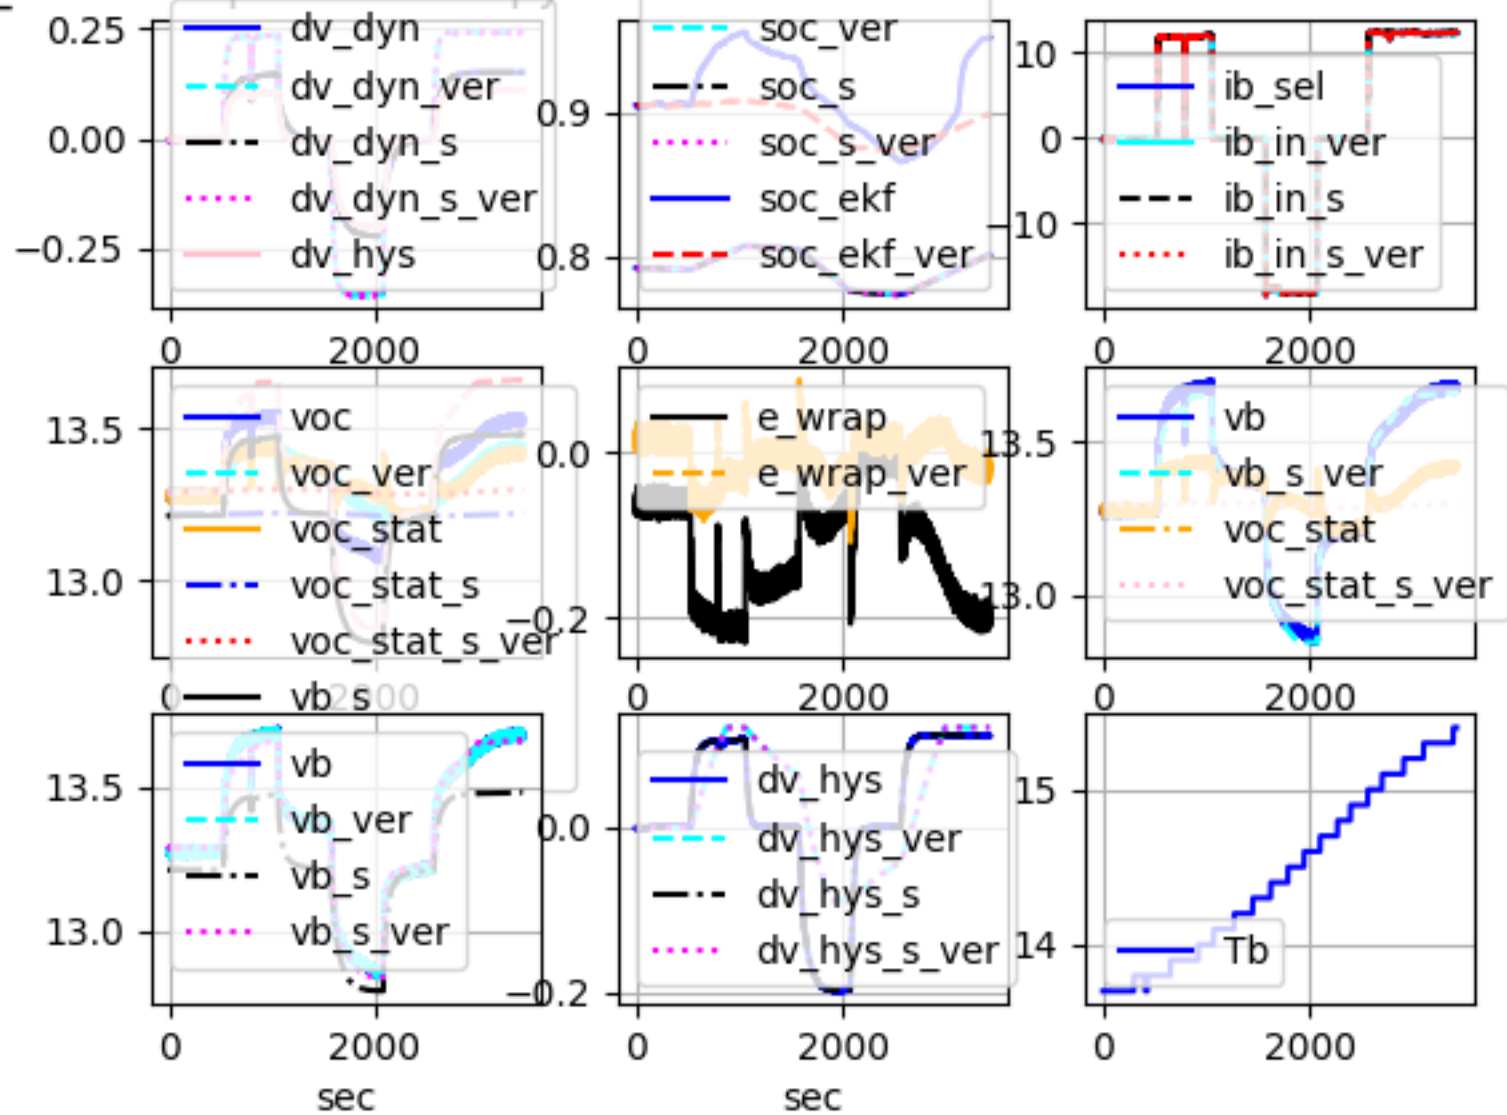 0.25
0.00
−0.25
dv_dyn
dv_dyn_ver
dv_dyn_s
dv_dyn_s_ver
dv_hys
0
2000
0.9
0.8
soc_ver
soc_s
soc_s_ver
soc_ekf
soc_ekf_ver
0
2000
10
0
10
ib_sel
ib_in_ver
ib_in_s
ib_in_s_ver
0
2000
13.5
13.0
voc
voc_ver
voc_stat
voc_stat_s
voc_stat_s_ver
vb_s
0
2000
0.0
−0.2
e_wrap
e_wrap_ver
0
2000
13.5
13.0
vb
vb_s_ver
voc_stat
voc_stat_s_ver
0
2000
13.5
13.0
vb
vb_ver
vb_s
vb_s_ver
0
2000
sec
0.0
−0.2
dv_hys
dv_hys_ver
dv_hys_s
dv_hys_s_ver
0
2000
sec
15
14
Tb
0
2000